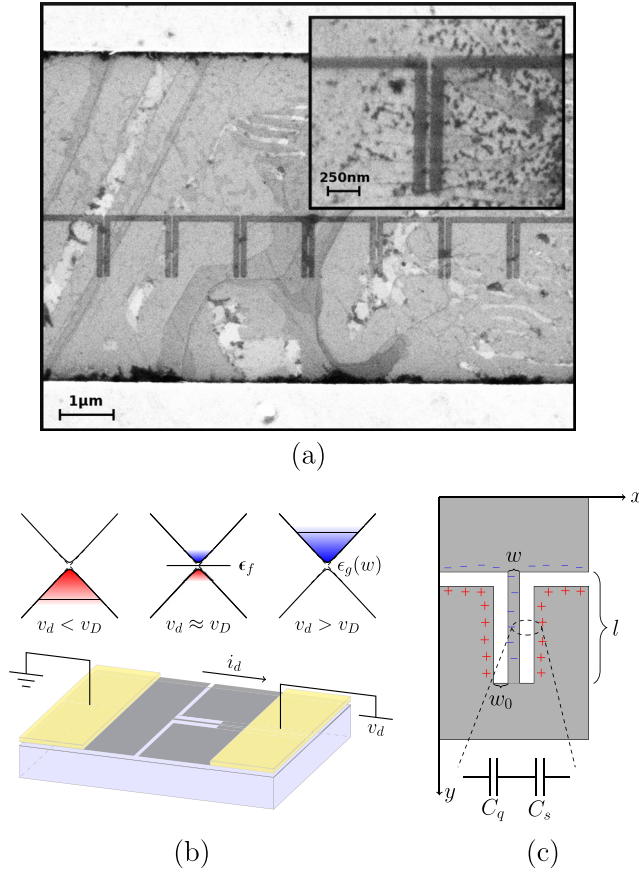 250nm
1μm
(a)
ϵ_f
ϵ_g(w)
v_d < v_D
v_d ≈ v_D
v_d > v_D
i_d
v_d
(b)
x
w
− − − − − − −
+ + + + + +
l
w_0
y
C_q
C_s
(c)